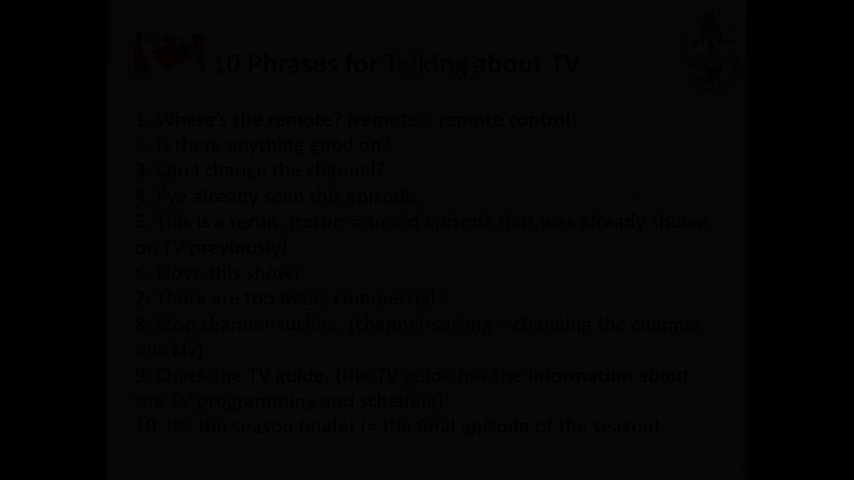 10 Phrases for Talking about TV
1. Where's the remote? (remote = remote control)
2. Is there anything good on?
3. Can I change the channel?
4. I've already seen this episode.
5. This is a rerun. (rerun = an old episode that was already shown
on TV previously)
6. I love this show!
7. There are too many commercials.
8. Stop channel-surfing. (channel-surfing = changing the channel
quickly)
9. Check the TV guide. (the TV guide has the information about
the TV programming and schedule)
10. It's the season finale! (= the final episode of the season)